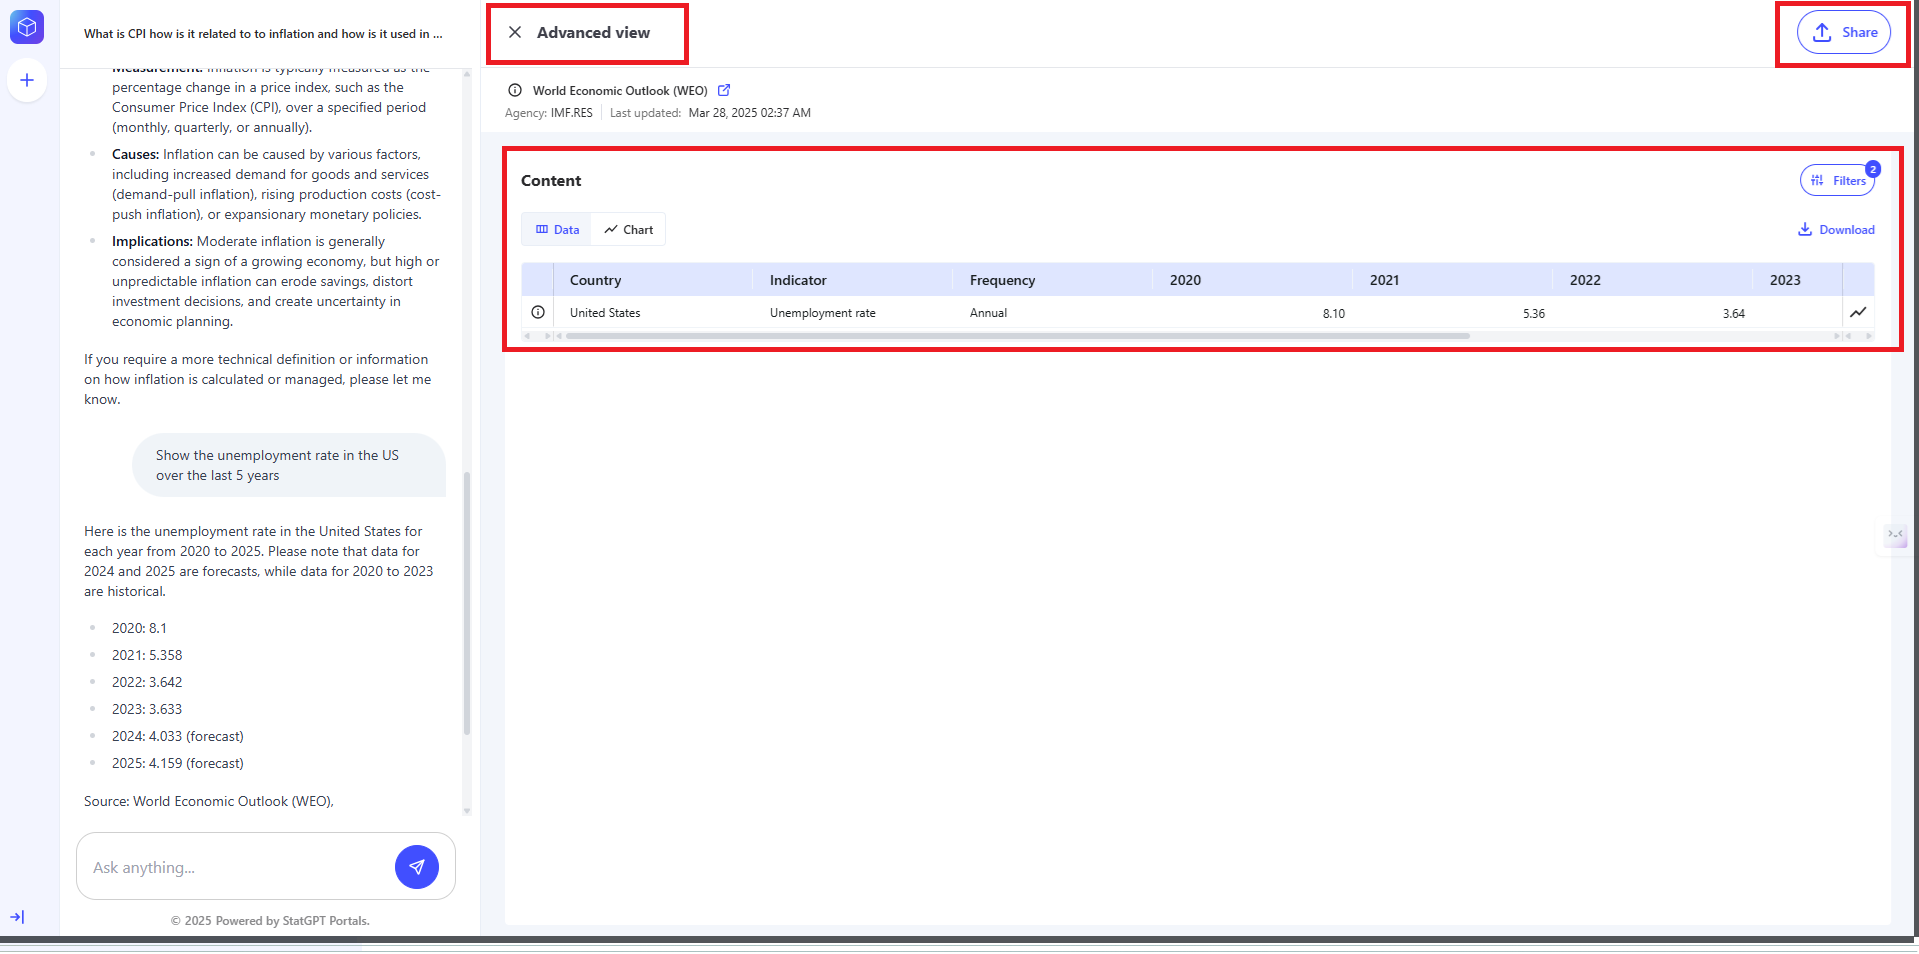 What is CPI how is it related to to inflation and how is it used in ...
Measurement: Inflation is typically measured as the
percentage change in a price index, such as the
Consumer Price Index (CPI), over a specified period
(monthly, quarterly, or annually).
Causes: Inflation can be caused by various factors,
including increased demand for goods and services
(demand-pull inflation), rising production costs (cost-
push inflation), or expansionary monetary policies.
Implications: Moderate inflation is generally
considered a sign of a growing economy, but high or
unpredictable inflation can erode savings, distort
investment decisions, and create uncertainty in
economic planning.
If you require a more technical definition or information
on how inflation is calculated or managed, please let me
know.
Show the unemployment rate in the US
over the last 5 years
Here is the unemployment rate in the United States for
each year from 2020 to 2025. Please note that data for
2024 and 2025 are forecasts, while data for 2020 to 2023
are historical.
2020: 8.1
2021: 5.358
2022: 3.642
2023: 3.633
2024: 4.033 (forecast)
2025: 4.159 (forecast)
Source: World Economic Outlook (WEO),
Ask anything...
© 2025 Powered by StatGPT Portals.
Advanced view
Share
World Economic Outlook (WEO)
Agency: IMF.RES Last updated: Mar 28, 2025 02:37 AM
Content
Filters 2
Data Chart
Download
Country Indicator Frequency 2020 2021 2022 2023
United States Unemployment rate Annual 8.10 5.36 3.64